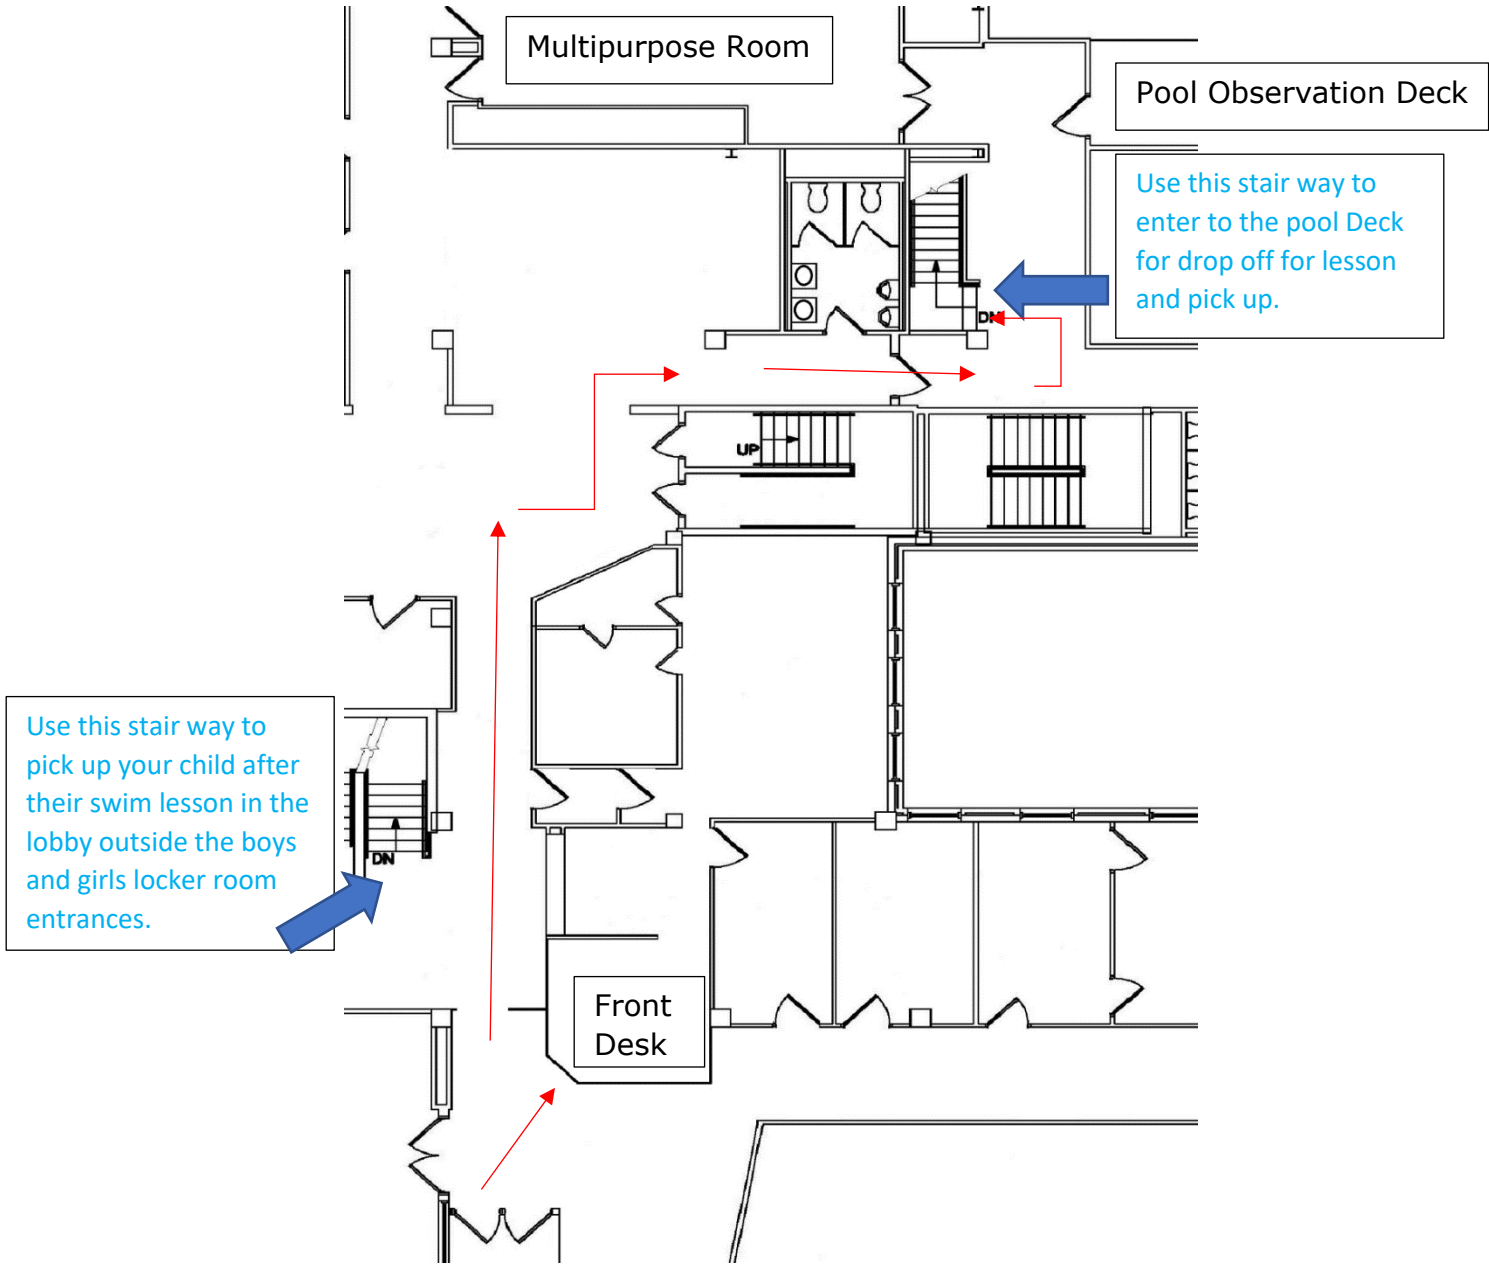 Multipurpose Room
Pool Observation Deck
Use this stair way to
enter to the pool Deck
for drop off for lesson
and pick up.
DN
UP
Use this stair way to
pick up your child after
their swim lesson in the
lobby outside the boys
and girls locker room
entrances.
DN
Front
Desk